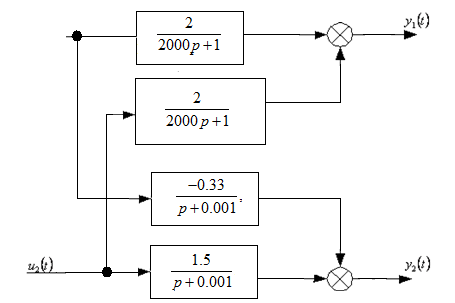 y₁(t)
2
2000p+1
2
2000p+1
-0.33
p+0.001
u₂(t)
1.5
p+0.001
y₂(t)